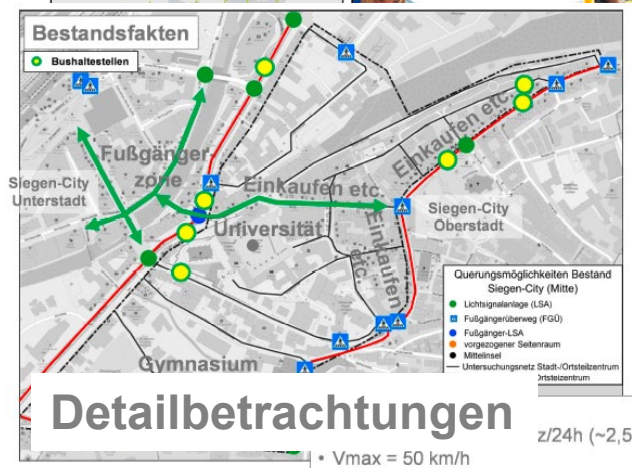 Bestandsfakten
Bushaltestellen
Fußgänger
zone
Siegen-City
Unterstadt
Einkaufen etc.
Universität
Einkaufen etc.
Einkaufen
etc.
Siegen-City
Oberstadt
Gymnasium
Querungsmöglichkeiten Bestand
Siegen-City (Mitte)
Lichtsignalanlage (LSA)
Fußgängerüberweg (FGÜ)
Fußgänger-LSA
vorgezogener Seitenraum
Mittelinsel
Untersuchungsnetz Stadt-/Ortsteilzentrum
Ortsteizentrum
Detailbetrachtungen
z/24h (~2,5
• Vmax = 50 km/h